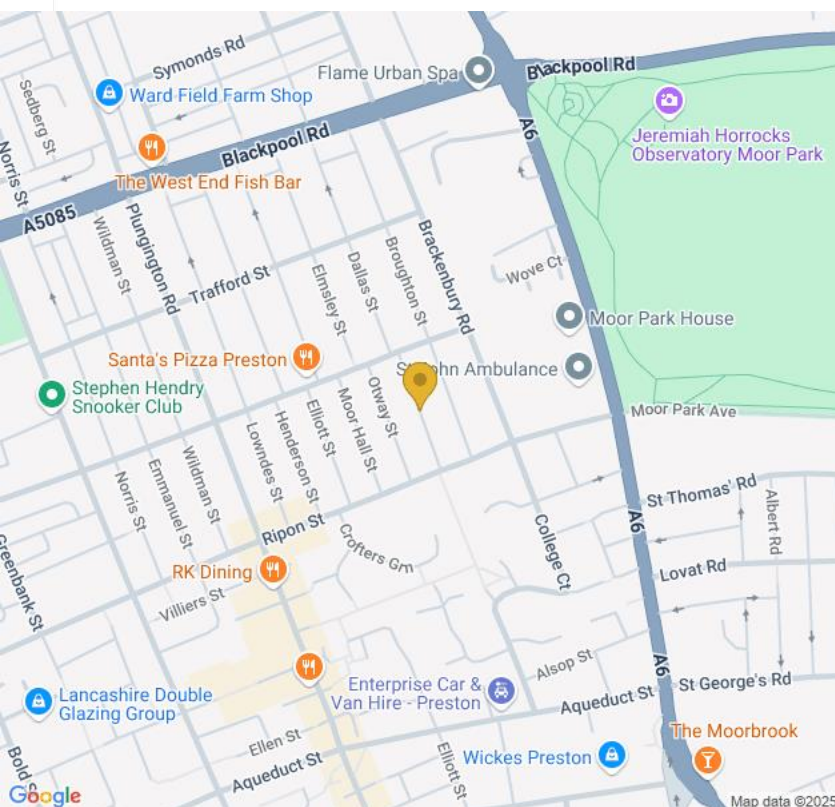 Symonds Rd
Sedberg St
Ward Field Farm Shop
Flame Urban Spa
Blackpool Rd
Blackpool Rd
A6
Jeremiah Horrocks
Observatory Moor Park
Norris St
The West End Fish Bar
A5085
Wildman St
Plungington Rd
Trafford St
Elmsley St
Dallas St
Broughton St
Brackenbury Rd
Wove Ct
Moor Park House
Santa's Pizza Preston
St John Ambulance
Stephen Hendry
Snooker Club
Moor Park Ave
Otway St
Moor Hall St
Elliott St
Henderson St
Lowndes St
Wildman St
Emmanuel St
Norris St
Ripon St
Crofters Grn
College Ct
A6
St Thomas' Rd
Albert Rd
Greenbank St
RK Dining
Villiers St
Lovat Rd
Alsop St
A6
St George's Rd
Lancashire Double
Glazing Group
Enterprise Car &
Van Hire - Preston
Aqueduct St
The Moorbrook
Ellen St
Aqueduct St
Elliott St
Wickes Preston
Bold S
Google
Map data ©2025